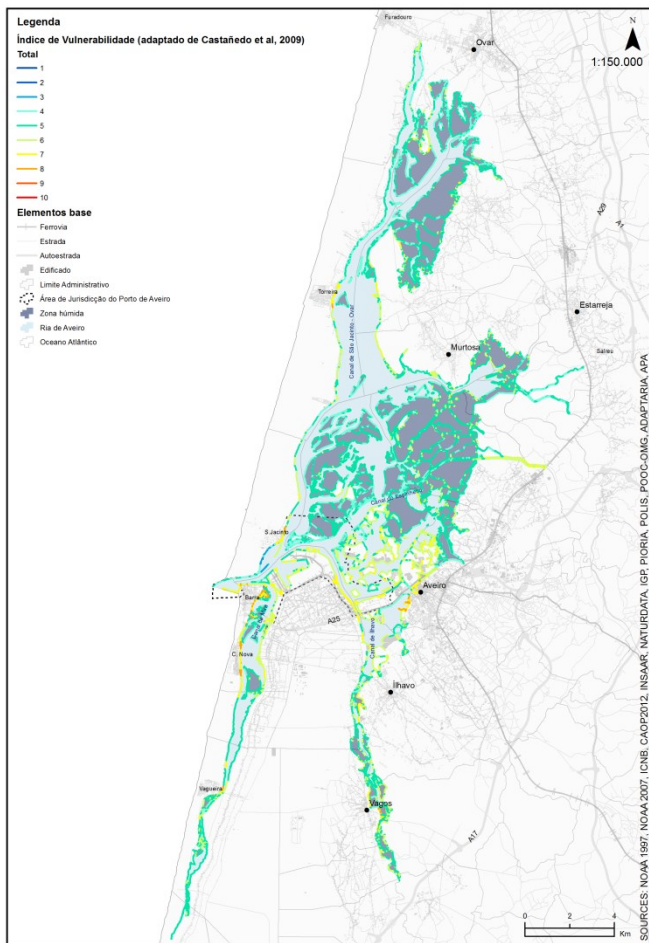 Legenda
Índice de Vulnerabilidade (adaptado de Castañedo et al, 2009)
Total
1
2
3
4
5
6
7
8
9
10
Elementos base
Ferrovia
Estrada
Autoestrada
Edificado
Limite Administrativo
Área de Jurisdição do Porto de Aveiro
Zona húmida
Ria de Aveiro
Oceano Atlântico
N
1:150.000
Furadouro
Ovar
A29
A1
Torreira
Canal de São Jacinto - Ovar
Estarreja
Murtosa
Salreu
S.Jacinto
Barra
Aveiro
A25
Canal de Ílhavo
C. Nova
Ílhavo
Vagueira
Vagos
A17
0 2 4
Km
SOURCES: NOAA 1997, NOAA 2007, ICNB, CAOP2012, INSAAR, NATURDATA, IGP, PIORIA, POLIS, POOC-OMG, ADAPTARIA, APA